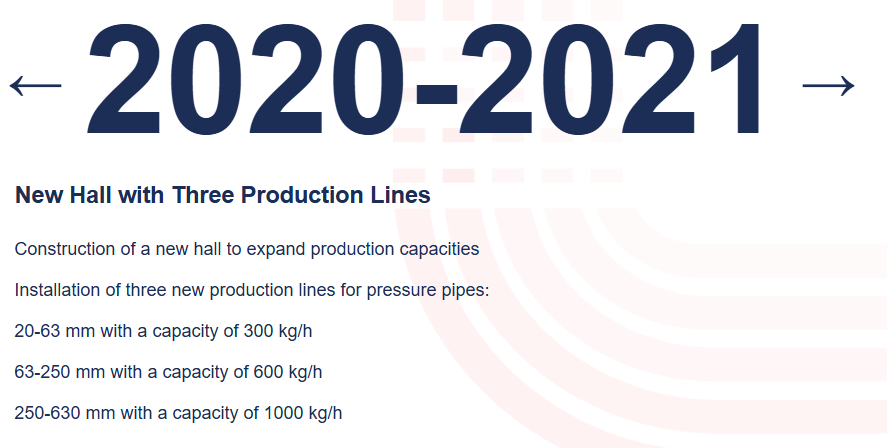 ← 2020-2021 →
New Hall with Three Production Lines
Construction of a new hall to expand production capacities
Installation of three new production lines for pressure pipes:
20-63 mm with a capacity of 300 kg/h
63-250 mm with a capacity of 600 kg/h
250-630 mm with a capacity of 1000 kg/h